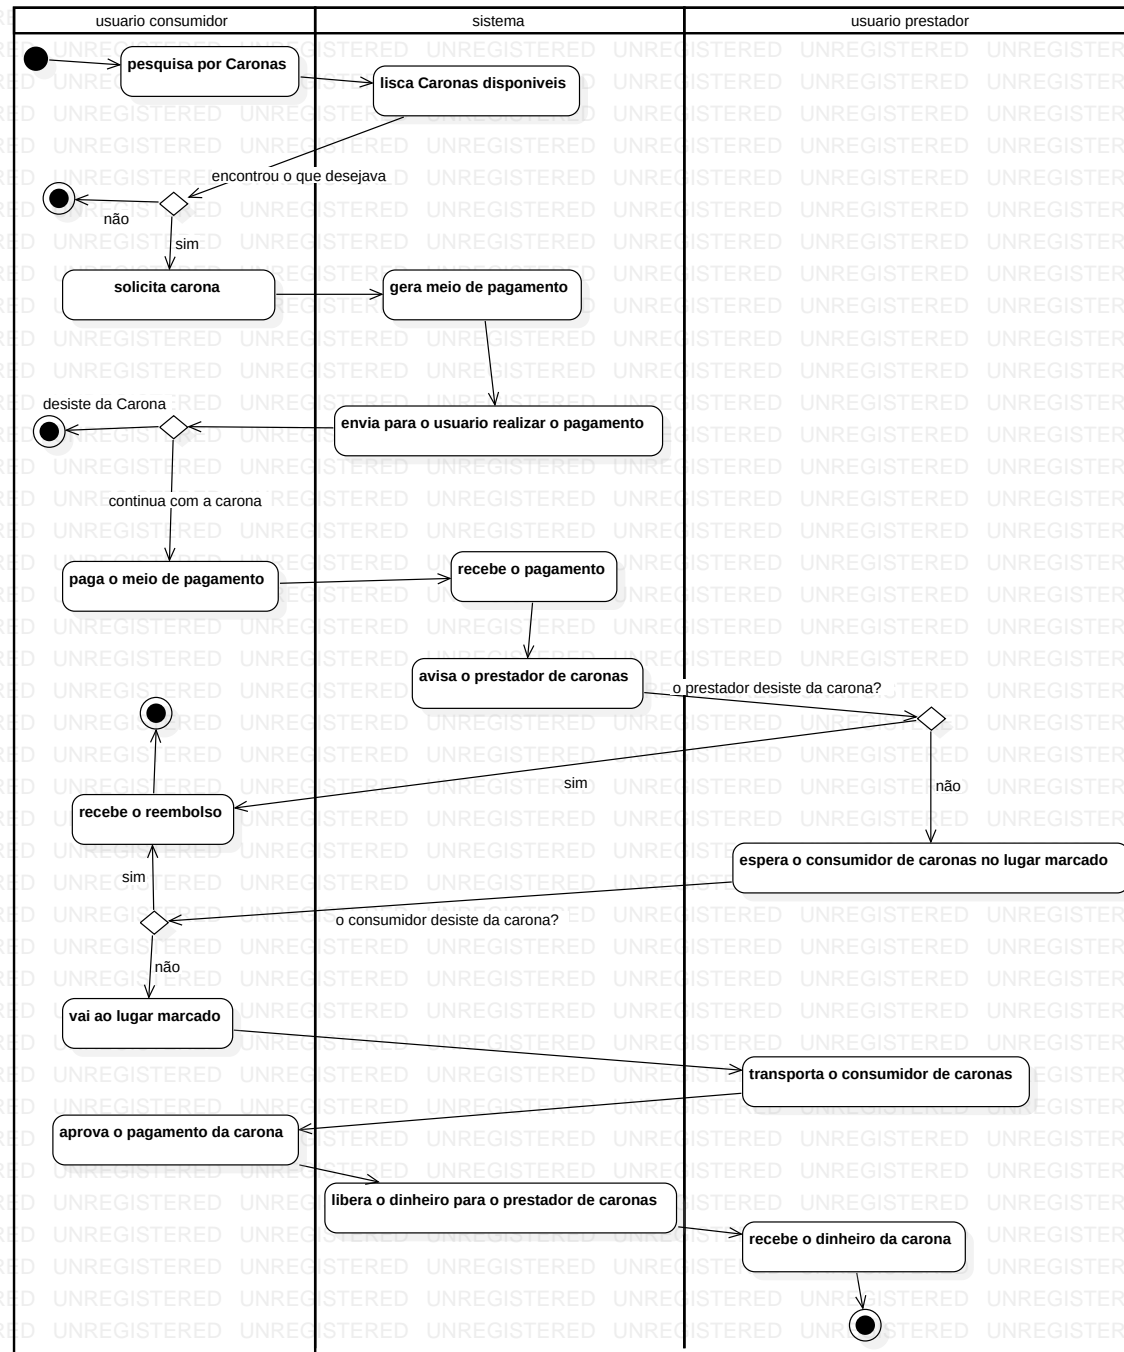 usuario consumidor
sistema
usuario prestador
pesquisa por Caronas
lisca Caronas disponiveis
encontrou o que desejava
não
sim
solicita carona
gera meio de pagamento
desiste da Carona
envia para o usuario realizar o pagamento
continua com a carona
paga o meio de pagamento
recebe o pagamento
avisa o prestador de caronas
o prestador desiste da carona?
sim
não
recebe o reembolso
espera o consumidor de caronas no lugar marcado
sim
o consumidor desiste da carona?
não
vai ao lugar marcado
transporta o consumidor de caronas
aprova o pagamento da carona
libera o dinheiro para o prestador de caronas
recebe o dinheiro da carona
UNREGISTERED